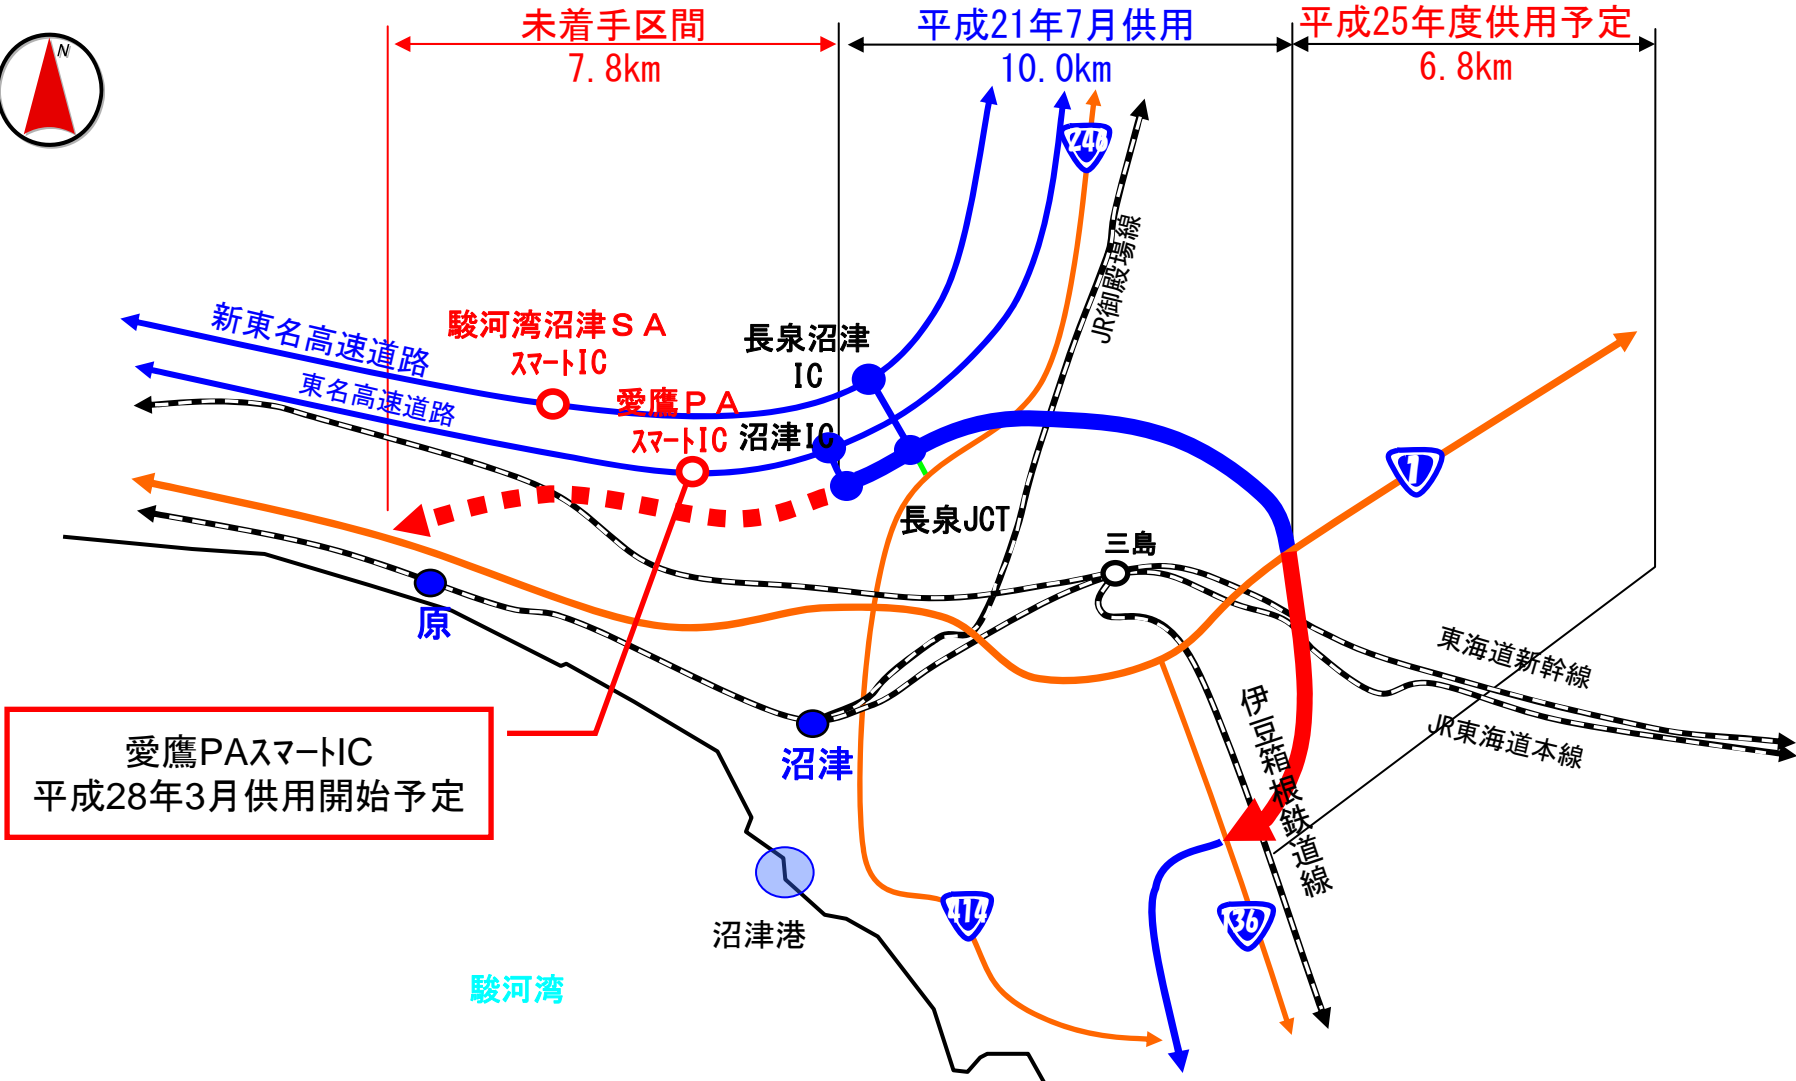 未着手区間
7.8km
平成21年7月供用
10.0km
平成25年度供用予定
6.8km
N
246
JR御殿場線
新東名高速道路
東名高速道路
駿河湾沼津ＳＡ
スマートIC
愛鷹ＰＡ
スマートIC
長泉沼津
IC
沼津IC
長泉JCT
1
三島
原
沼津
東海道新幹線
JR東海道本線
伊豆箱根鉄道線
愛鷹PAスマートIC
平成28年3月供用開始予定
沼津港
駿河湾
414
136